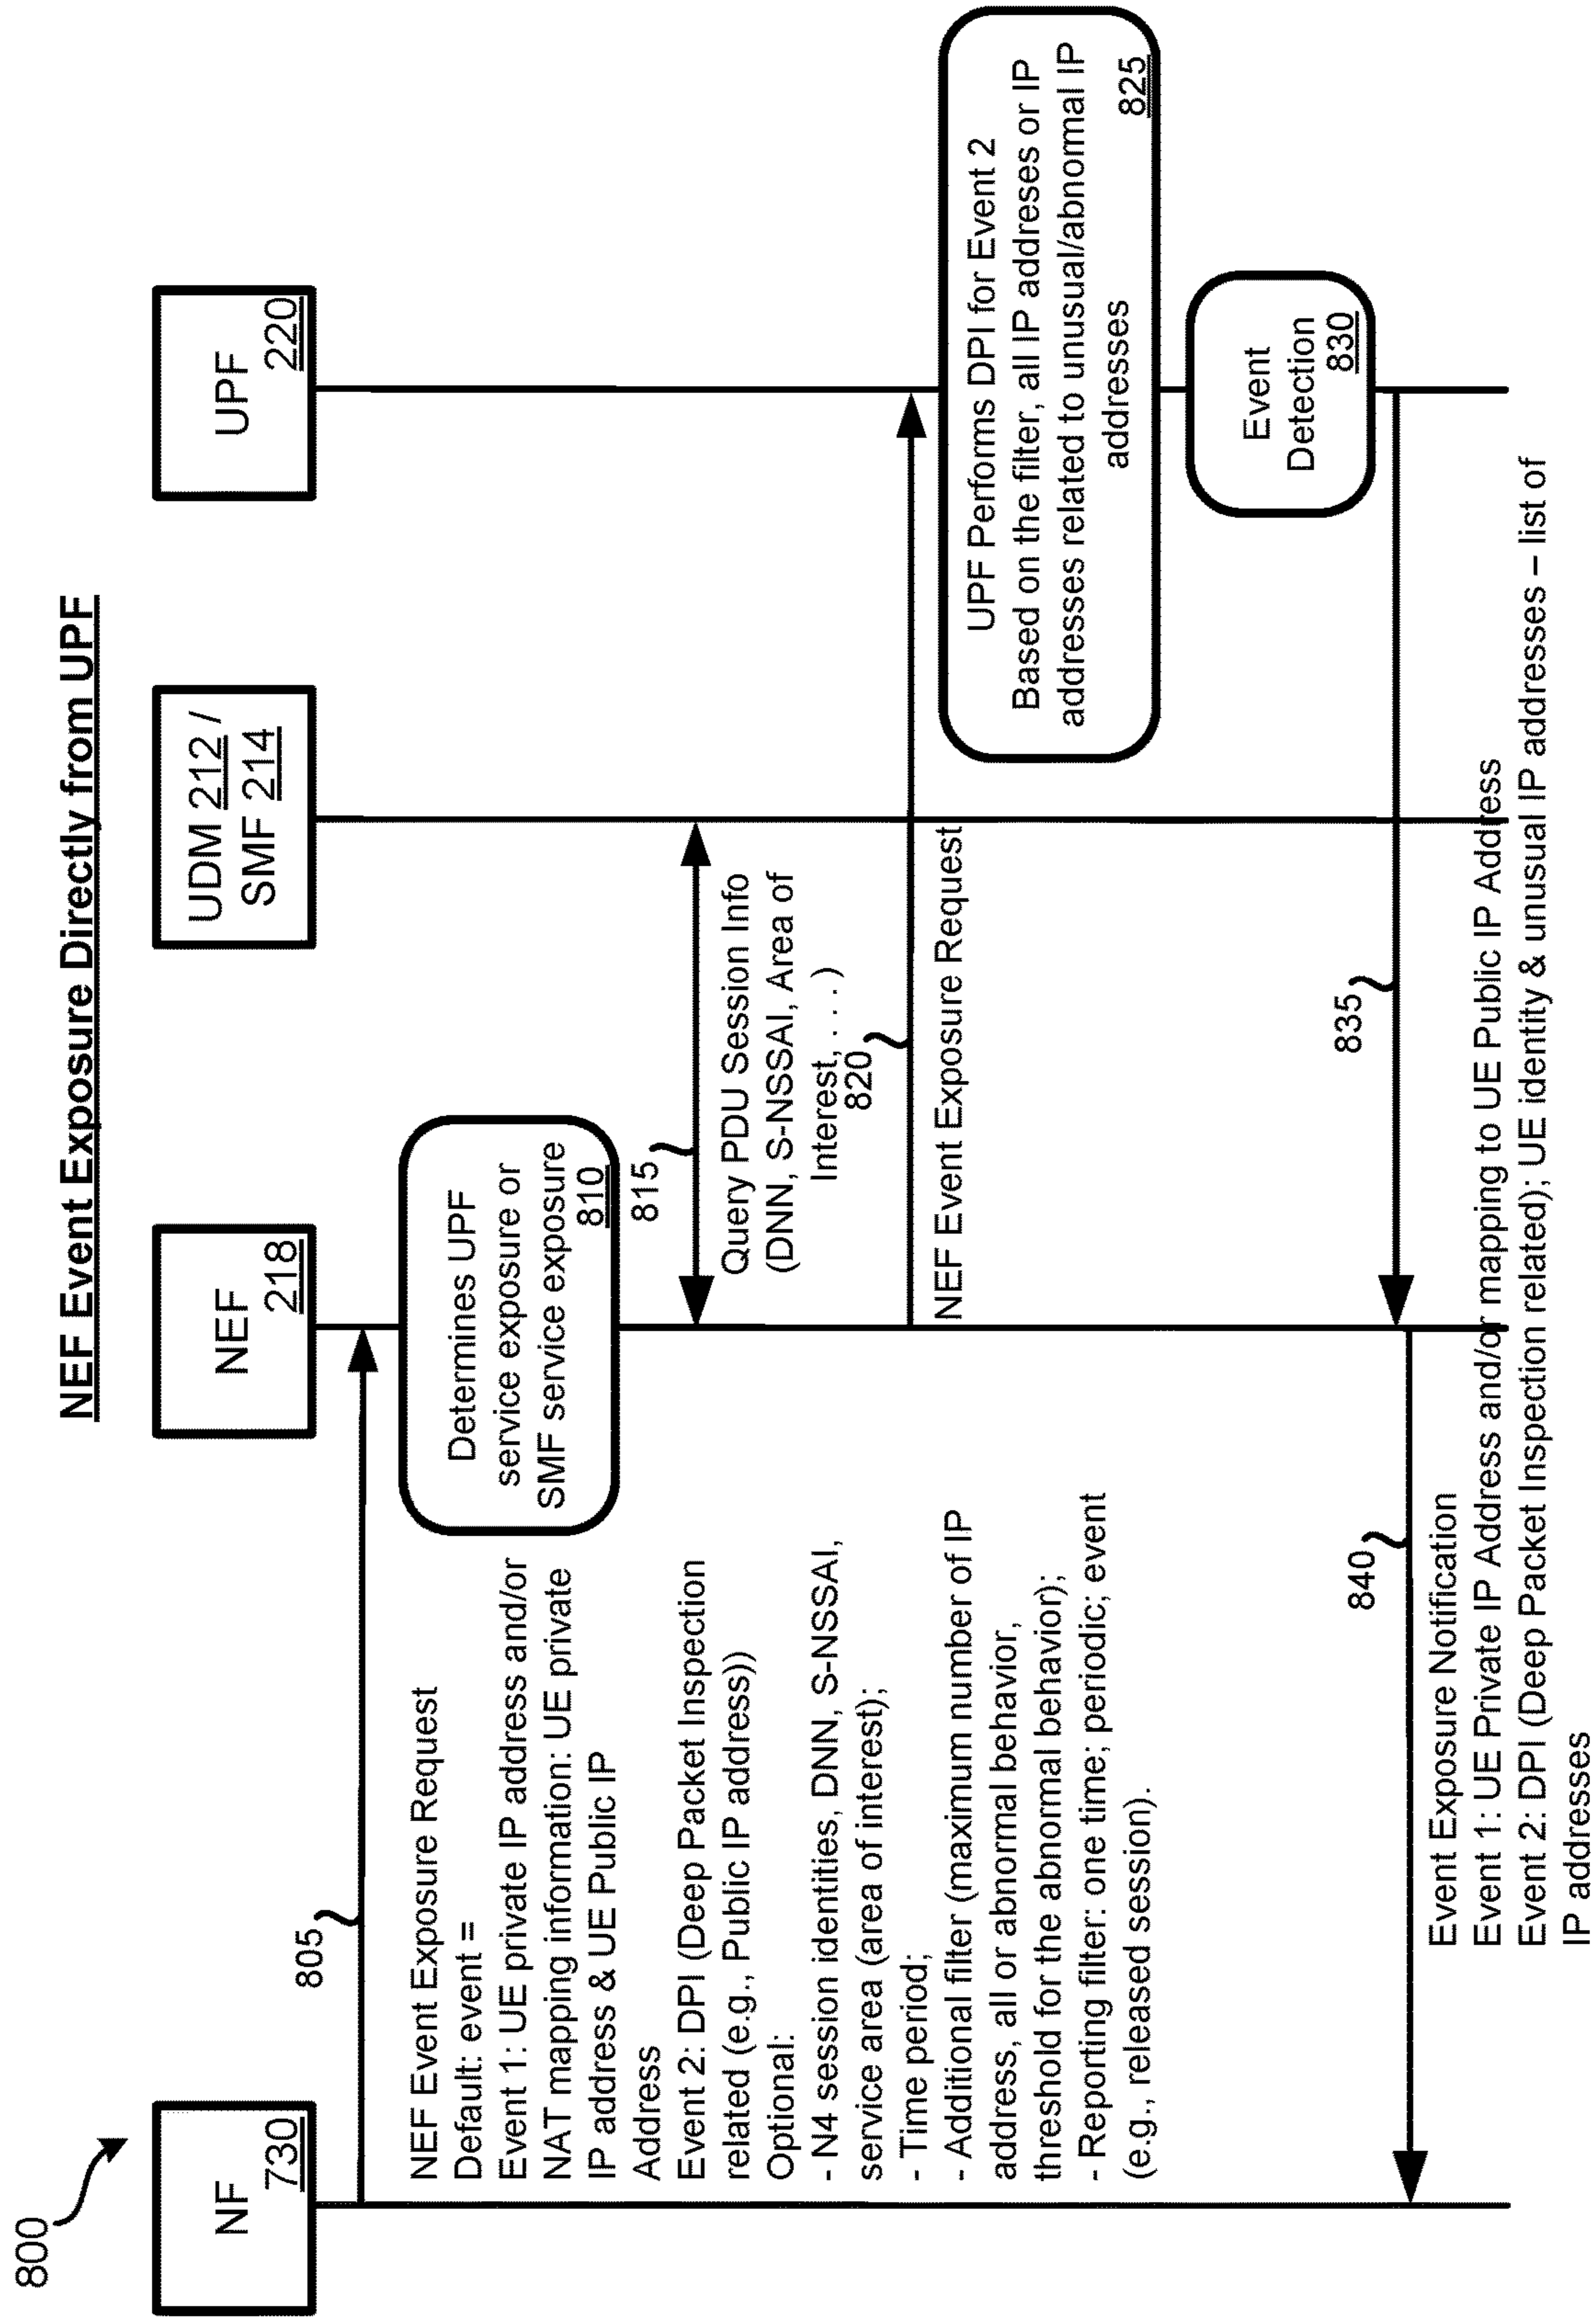 NEF Event Exposure Directly from UPF
800
NF
730
NEF
218
UDM 212 /
SMF 214
UPF
220
805
NEF Event Exposure Request
Default: event =
Event 1: UE private IP address and/or
NAT mapping information: UE private
IP address & UE Public IP
Address
Event 2: DPI (Deep Packet Inspection
related (e.g., Public IP address))
Optional:
- N4 session identities, DNN, S-NSSAI,
service area (area of interest);
- Time period;
- Additional filter (maximum number of IP
address, all or abnormal behavior,
threshold for the abnormal behavior);
- Reporting filter: one time; periodic; event
(e.g., released session).
Determines UPF
service exposure or
SMF service exposure
810
815
Query PDU Session Info
(DNN, S-NSSAI, Area of
Interest, . . . )
820
NEF Event Exposure Request
UPF Performs DPI for Event 2
Based on the filter, all IP addresses or IP
addresses related to unusual/abnormal IP
addresses
825
Event
Detection
830
835
840
Event Exposure Notification
Event 1: UE Private IP Address and/or mapping to UE Public IP Address
Event 2: DPI (Deep Packet Inspection related); UE identity & unusual IP addresses – list of
IP addresses